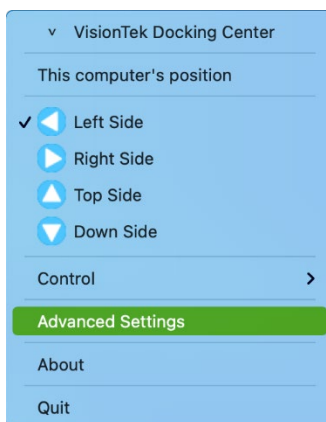 v VisionTek Docking Center
This computer's position
Left Side
Right Side
Top Side
Down Side
Control
Advanced Settings
About
Quit